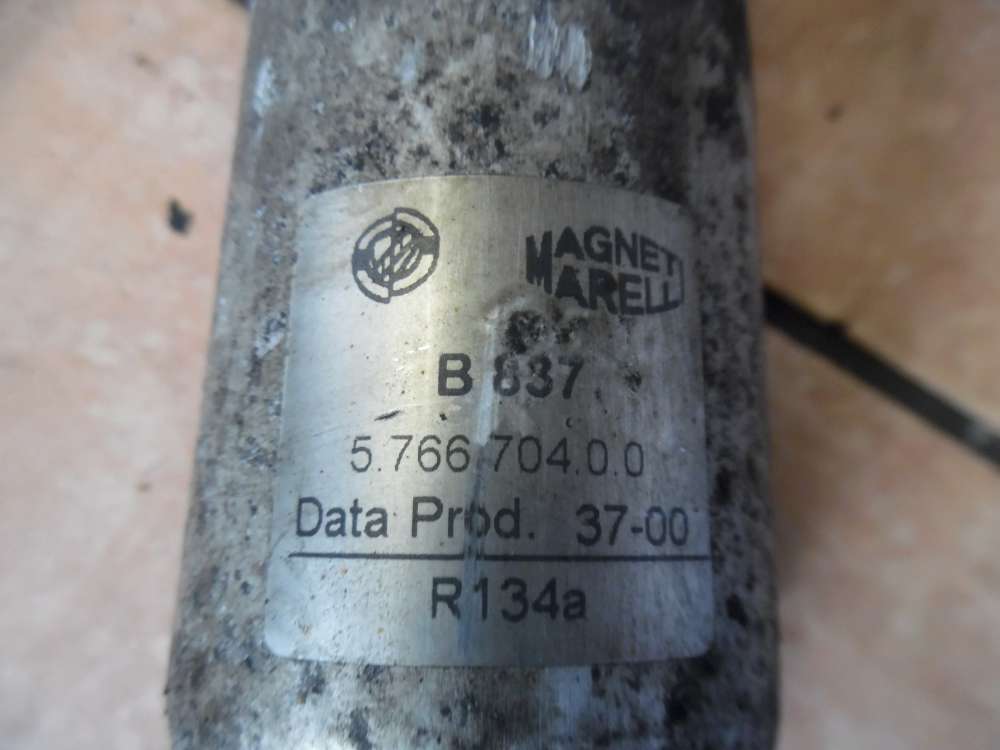 MAGNETI
MARELLI
B 837
5.766.704.0.0
Data Prod. 37-00
R134a